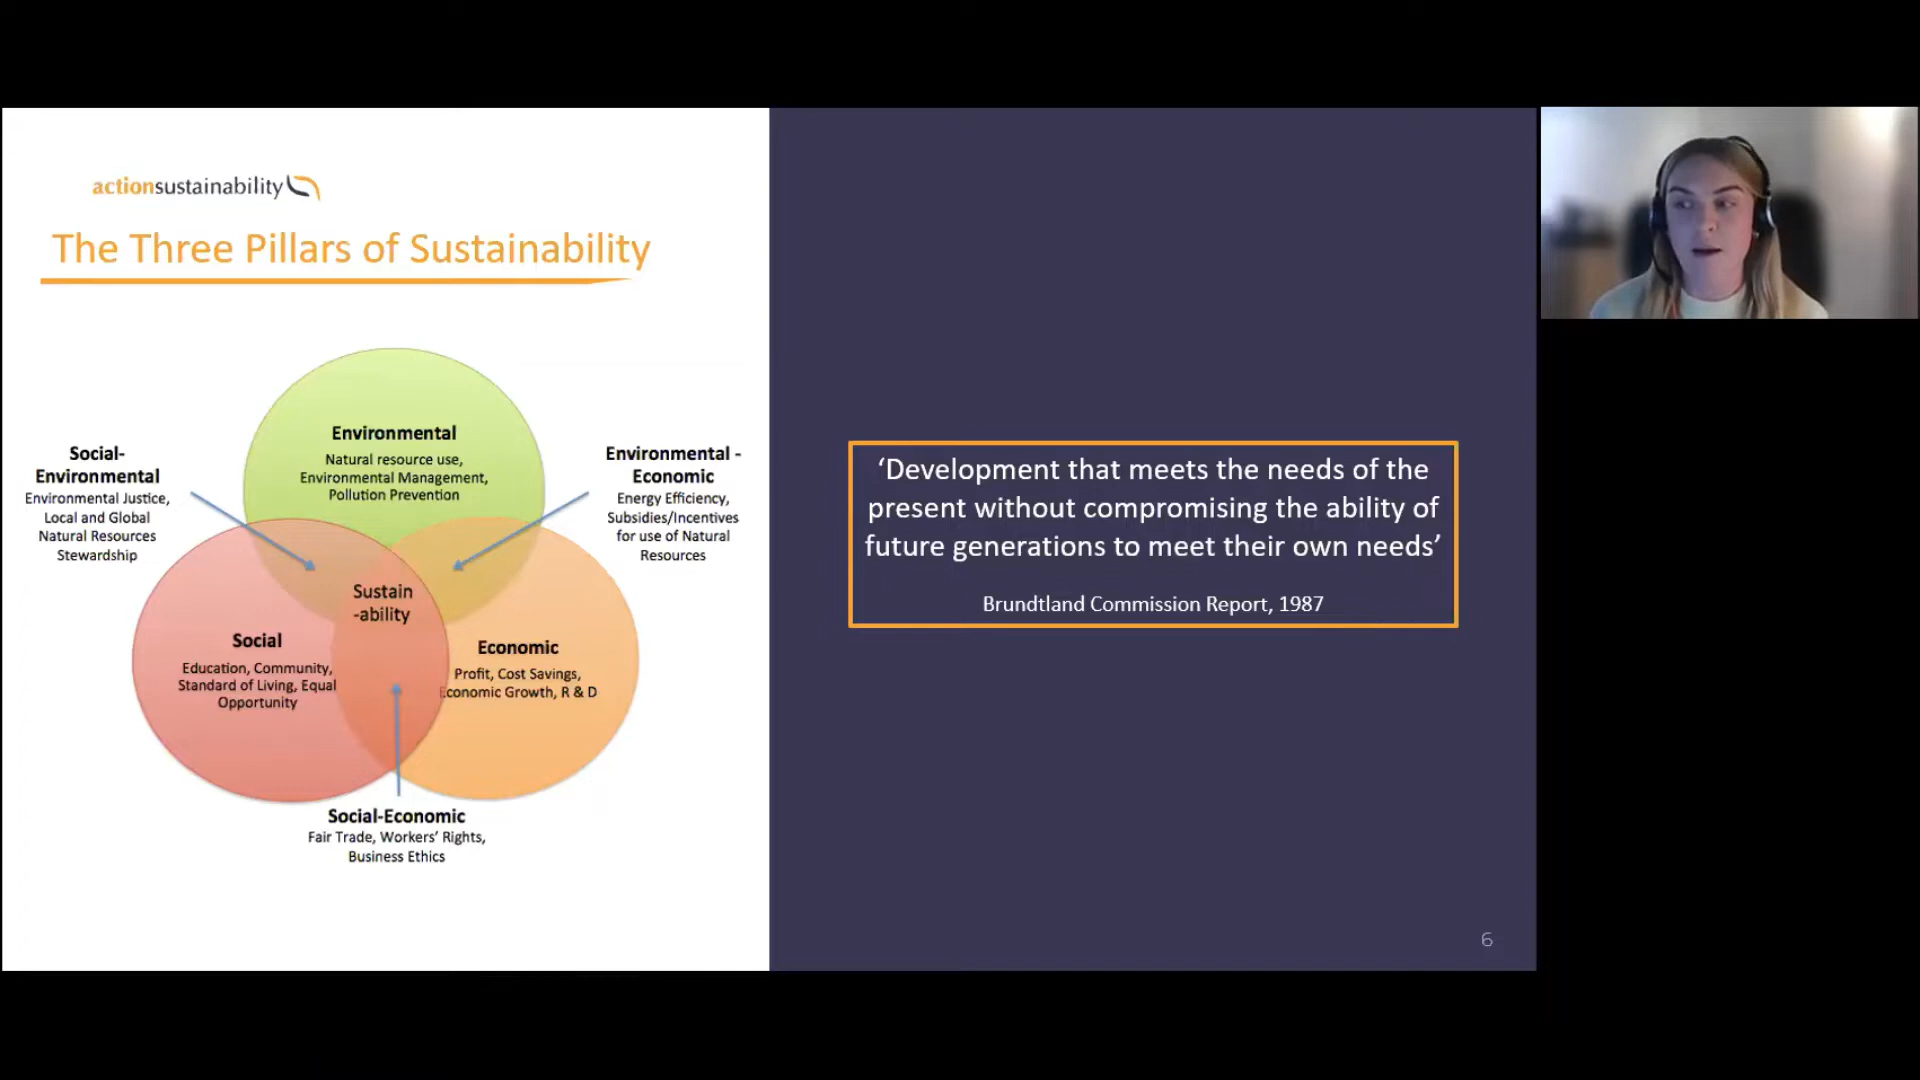 actionsustainability
The Three Pillars of Sustainability
Environmental
Natural resource use,
Environmental Management,
Pollution Prevention
Social-
Environmental
Environmental Justice,
Local and Global
Natural Resources
Stewardship
Environmental -
Economic
Energy Efficiency,
Subsidies/Incentives
for use of Natural
Resources
Sustain
-ability
Social
Education, Community,
Standard of Living, Equal
Opportunity
Economic
Profit, Cost Savings,
Economic Growth, R & D
Social-Economic
Fair Trade, Workers’ Rights,
Business Ethics
‘Development that meets the needs of the
present without compromising the ability of
future generations to meet their own needs’
Brundtland Commission Report, 1987
6